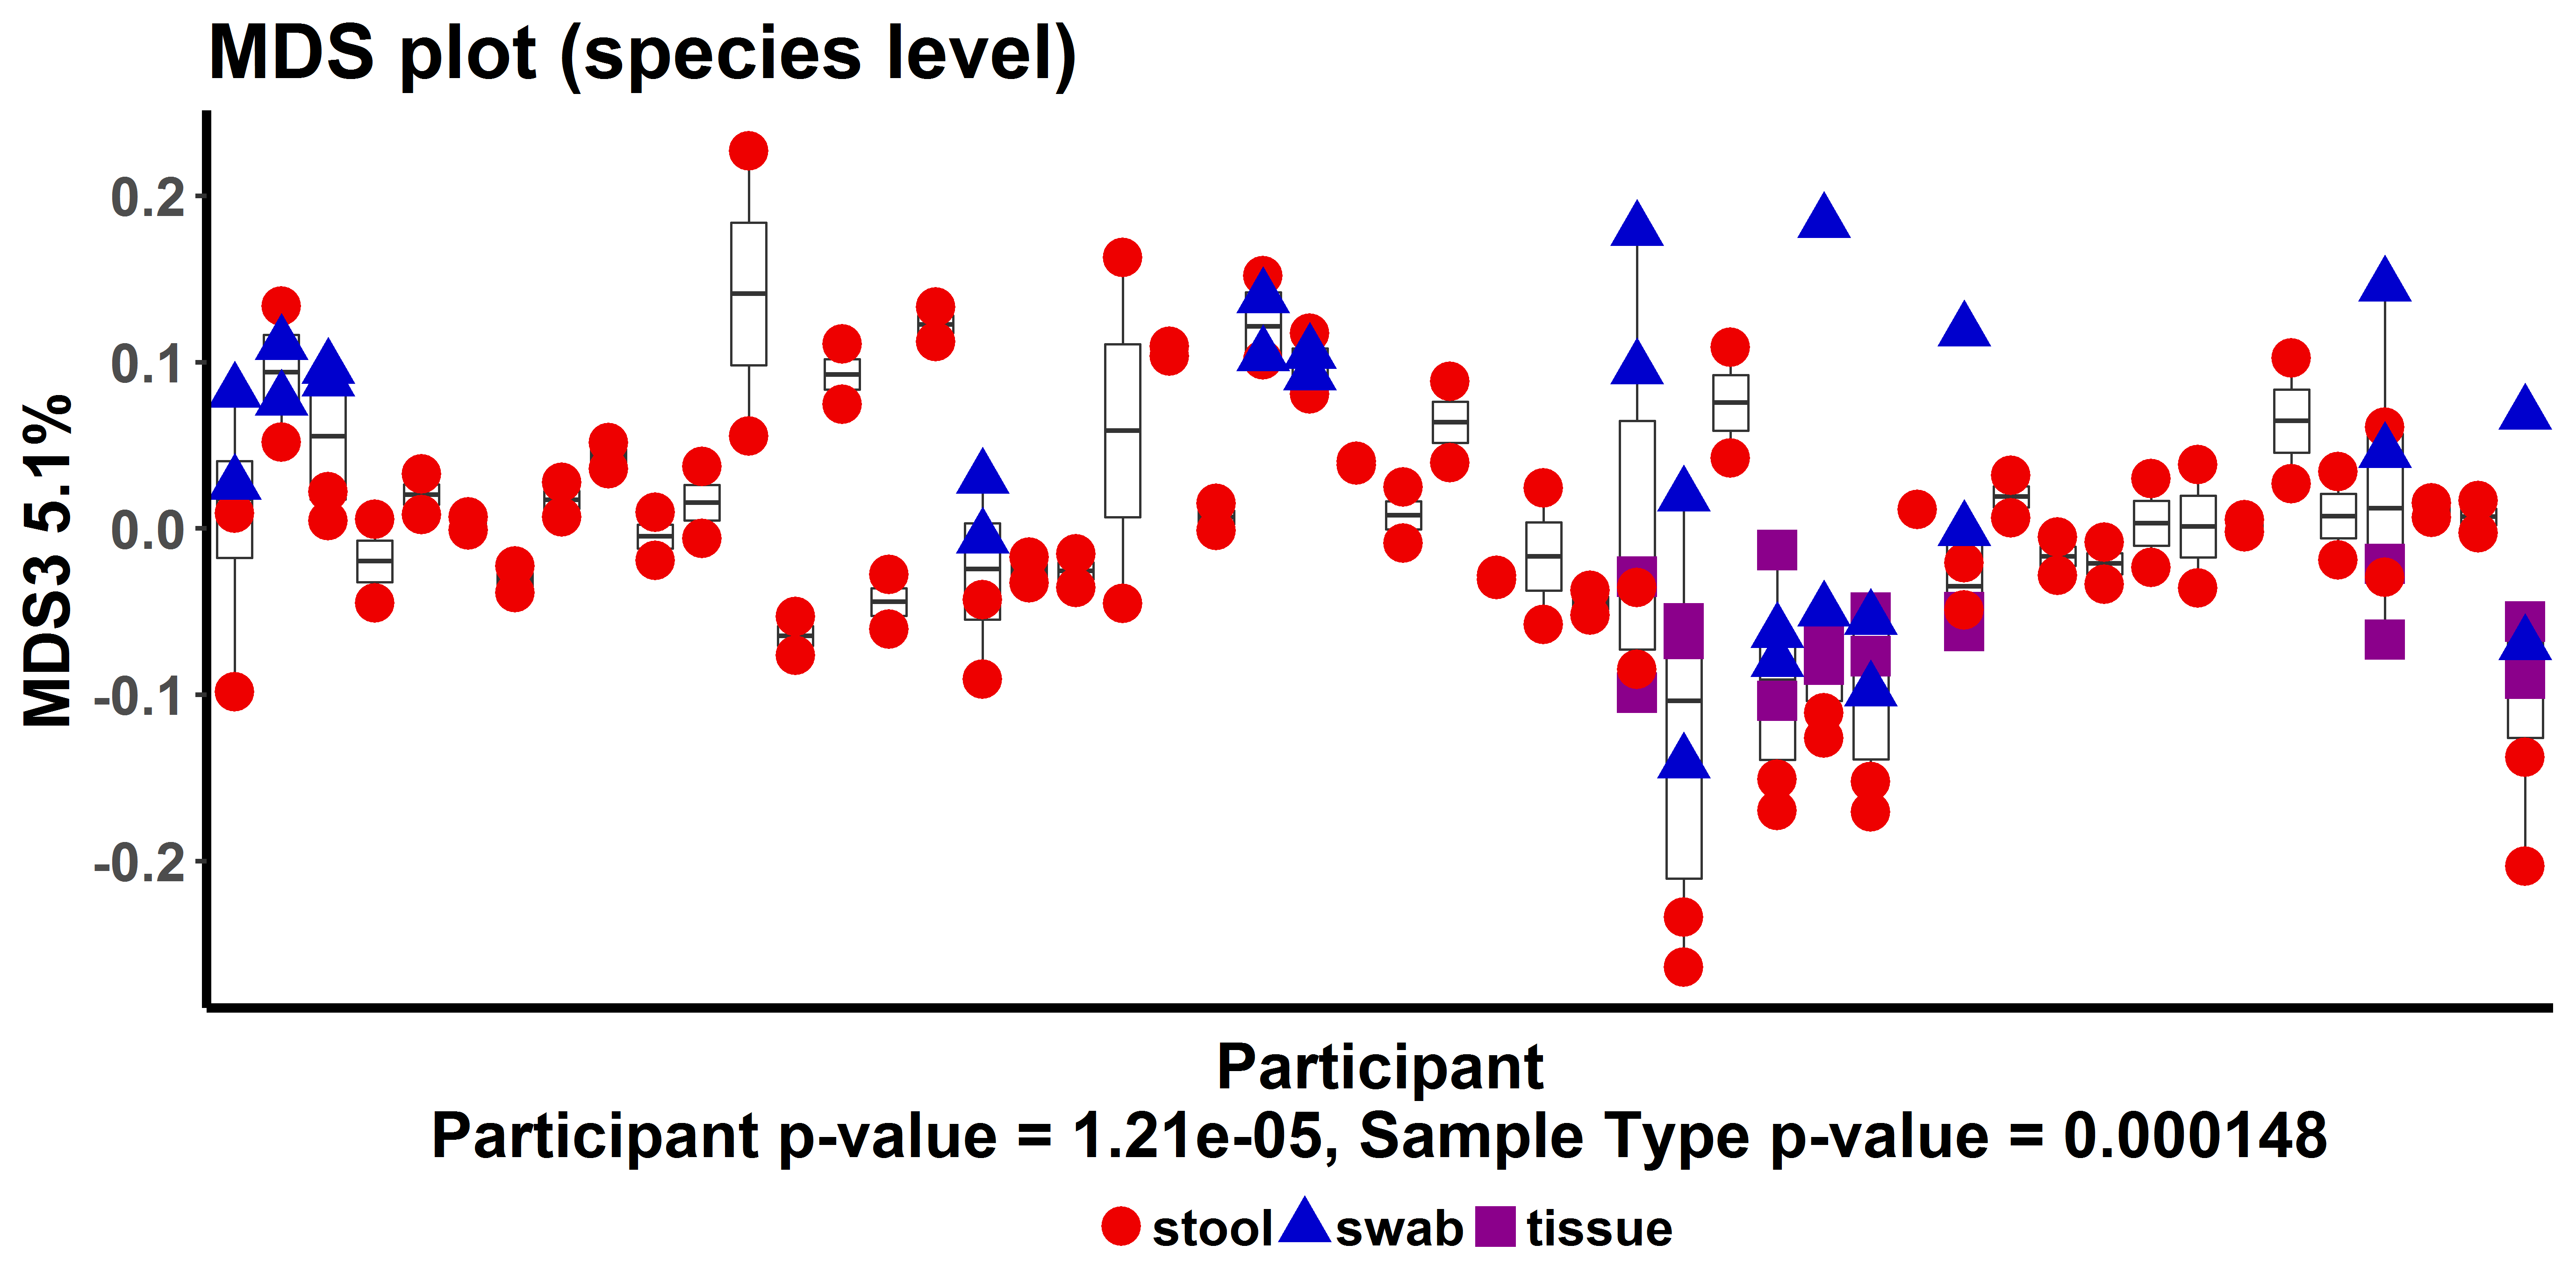 MDS plot (species level)
MDS3 5.1%
0.2
0.1
0.0
-0.1
-0.2
Participant
Participant p-value = 1.21e-05, Sample Type p-value = 0.000148
stool swab tissue